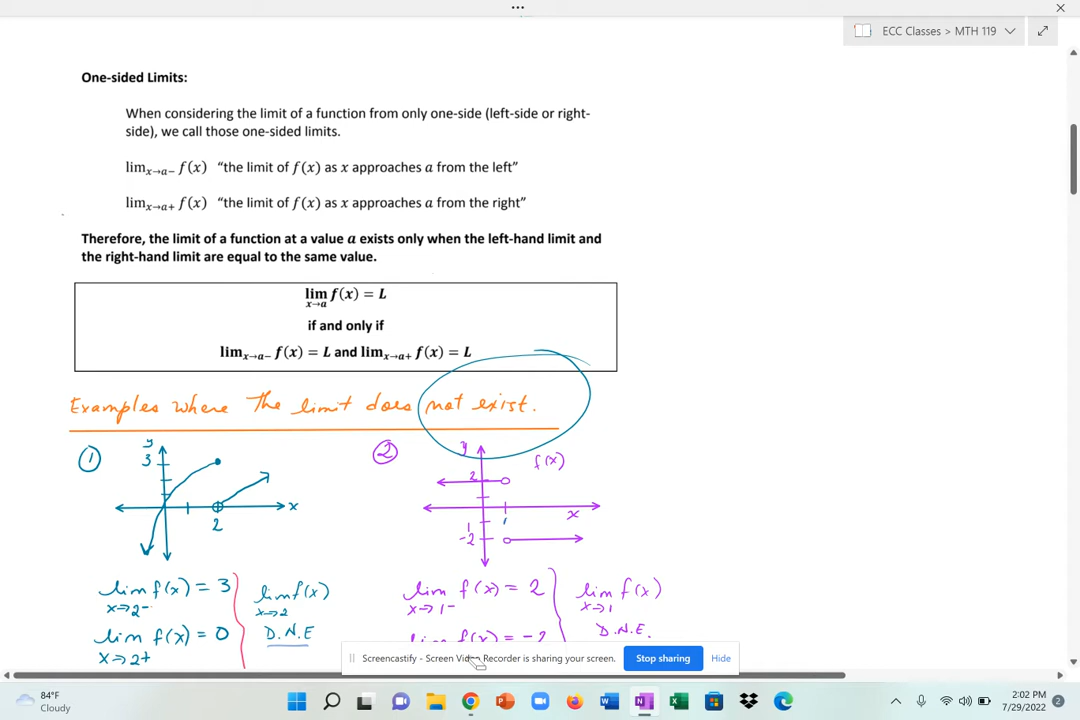 ECC Classes > MTH 119
One-sided Limits:
When considering the limit of a function from only one-side (left-side or right-
side), we call those one-sided limits.
lim x→a− f(x) “the limit of f(x) as x approaches a from the left”
lim x→a+ f(x) “the limit of f(x) as x approaches a from the right”
Therefore, the limit of a function at a value a exists only when the left-hand limit and
the right-hand limit are equal to the same value.
lim x→a f(x) = L
if and only if
lim x→a− f(x) = L and lim x→a+ f(x) = L
Examples where the limit does not exist.
1
y
3
x
2
2
y
f(x)
2
x
1
1
-2
lim f(x) = 3
x→2-
lim f(x) = 0
x→2+
lim f(x)
x→2
D.N.E
lim f(x) = 2
x→1-
lim f(x) = -2
lim f(x)
x→1
D.N.E.
Screencastify - Screen Video Recorder is sharing your screen.
Stop sharing
Hide
84°F
Cloudy
2:02 PM
7/29/2022
2